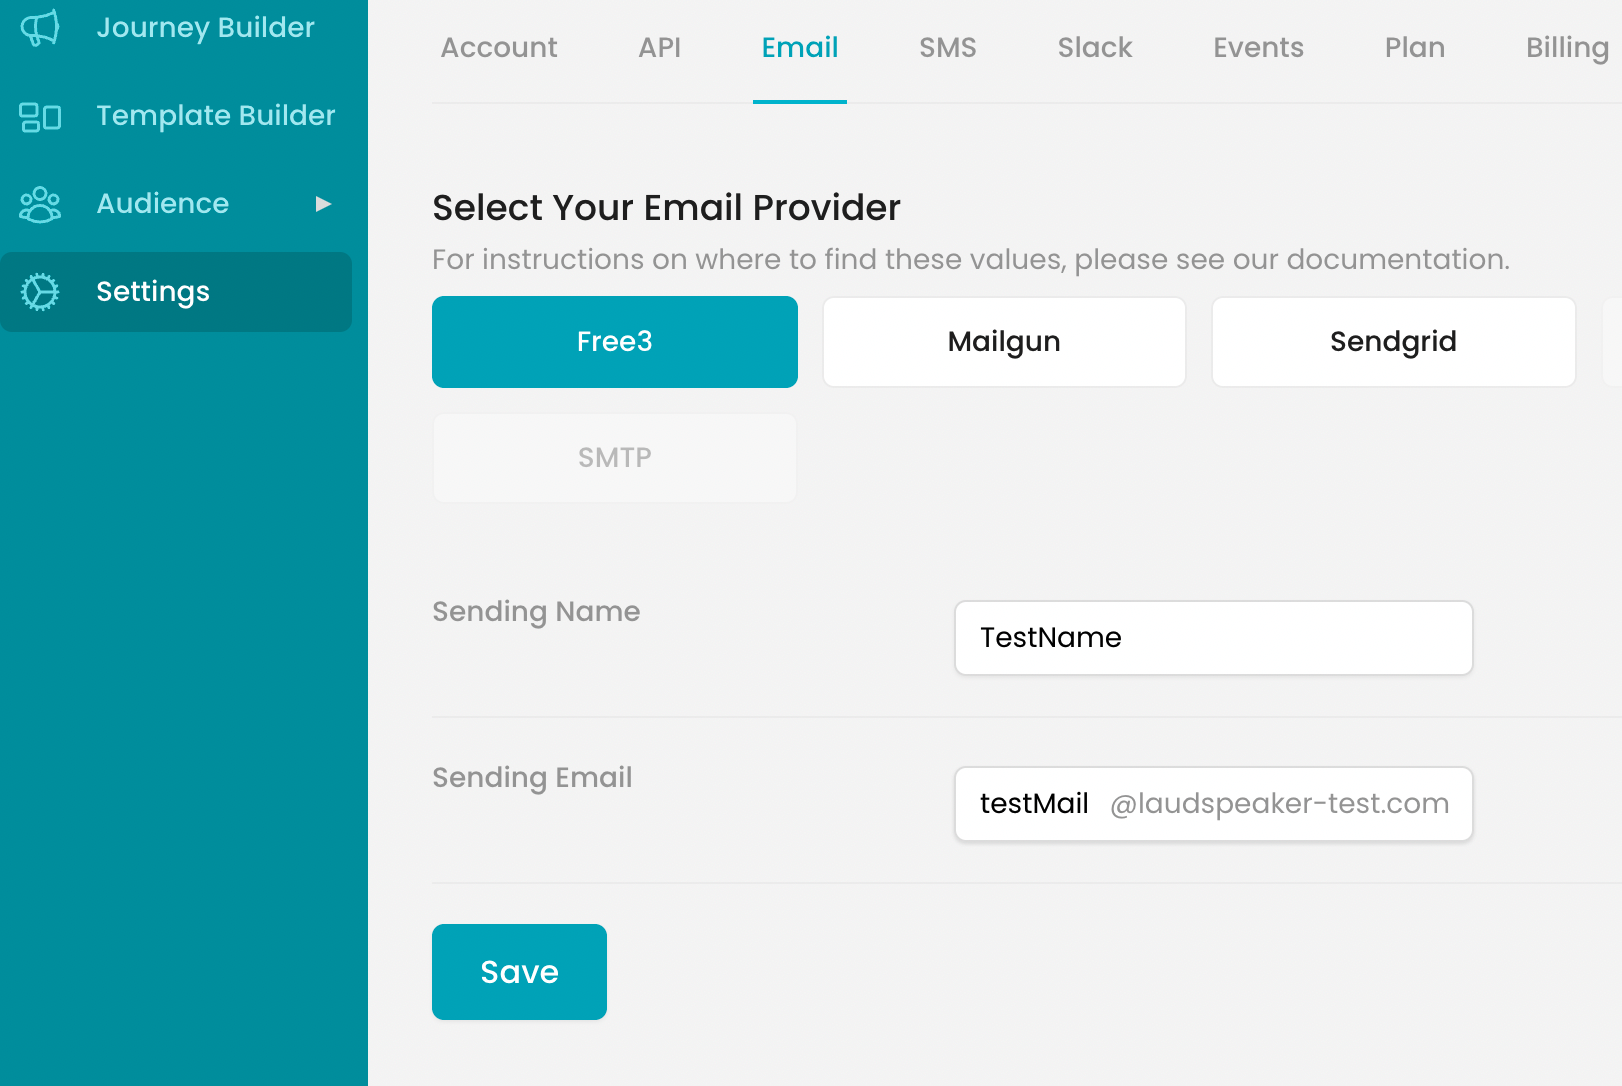 Journey Builder
Template Builder
Audience
Settings
Account API Email SMS Slack Events Plan Billing
Select Your Email Provider
For instructions on where to find these values, please see our documentation.
Free3 Mailgun Sendgrid
SMTP
Sending Name TestName
Sending Email testMail @laudspeaker-test.com
Save